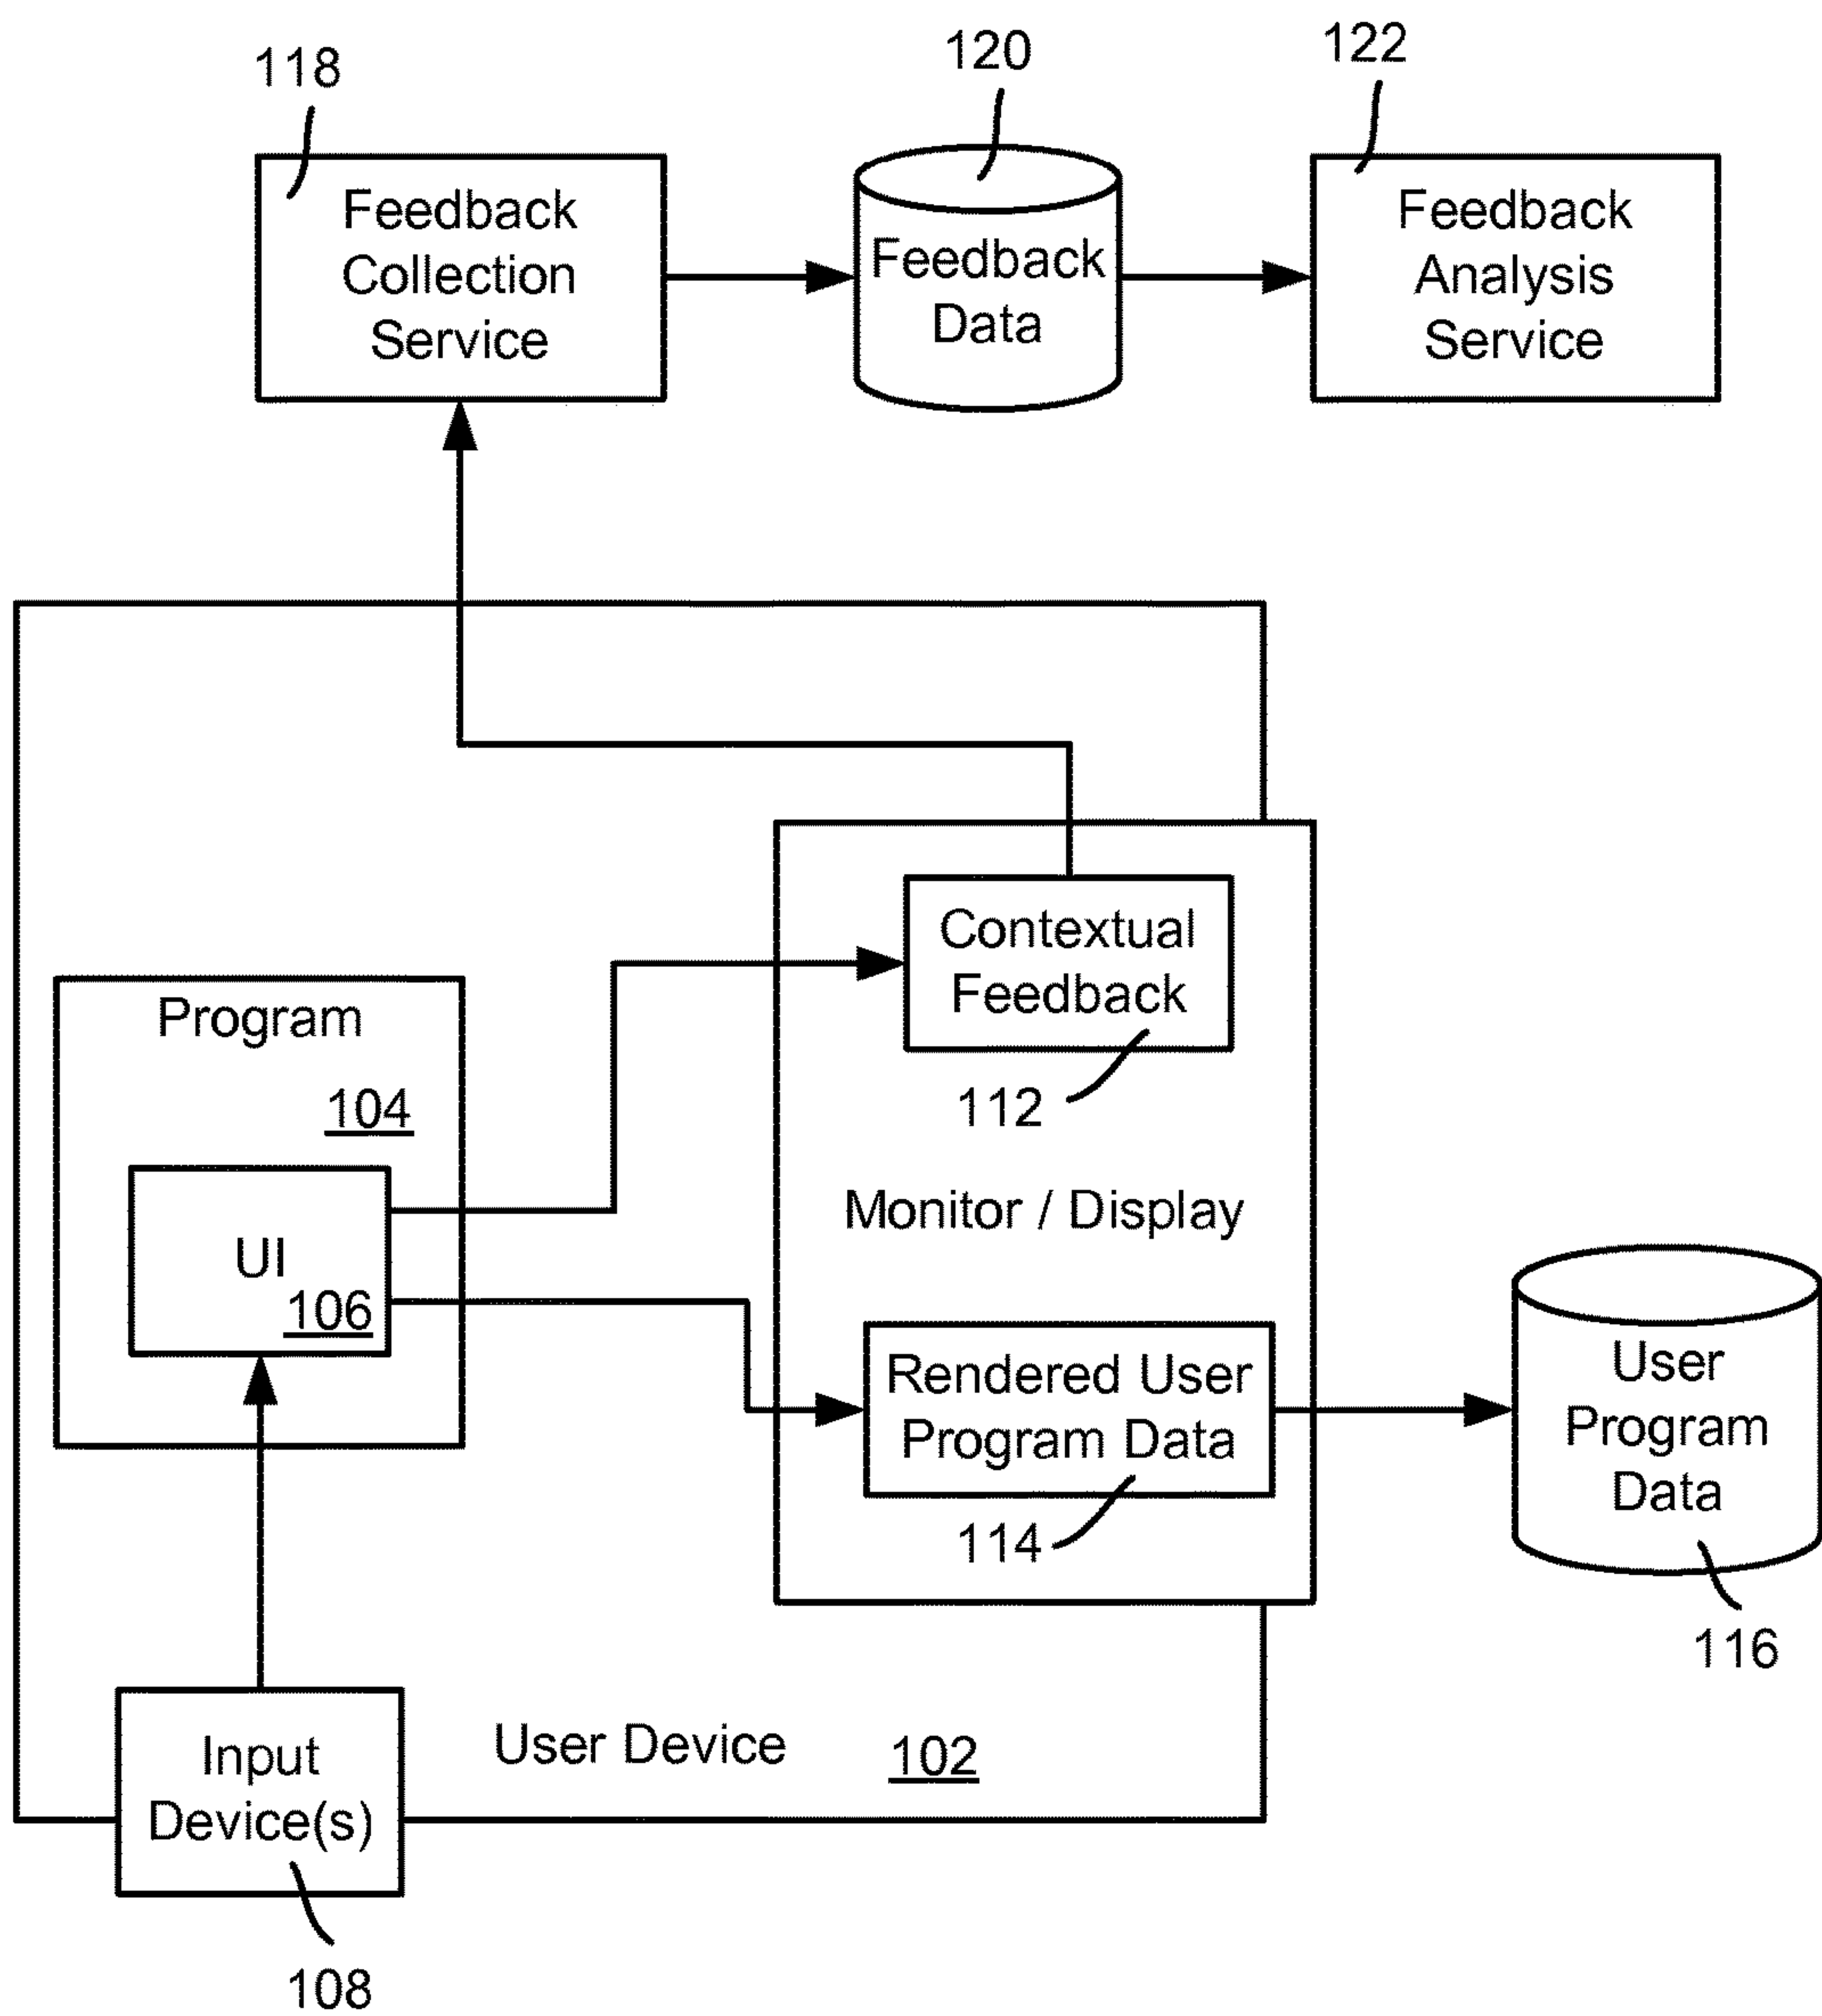 118
120
122
Feedback
Collection
Service
Feedback
Data
Feedback
Analysis
Service
Contextual
Feedback
112
Program
104
UI
106
Monitor / Display
Rendered User
Program Data
114
User
Program
Data
116
User Device 102
Input
Device(s)
108